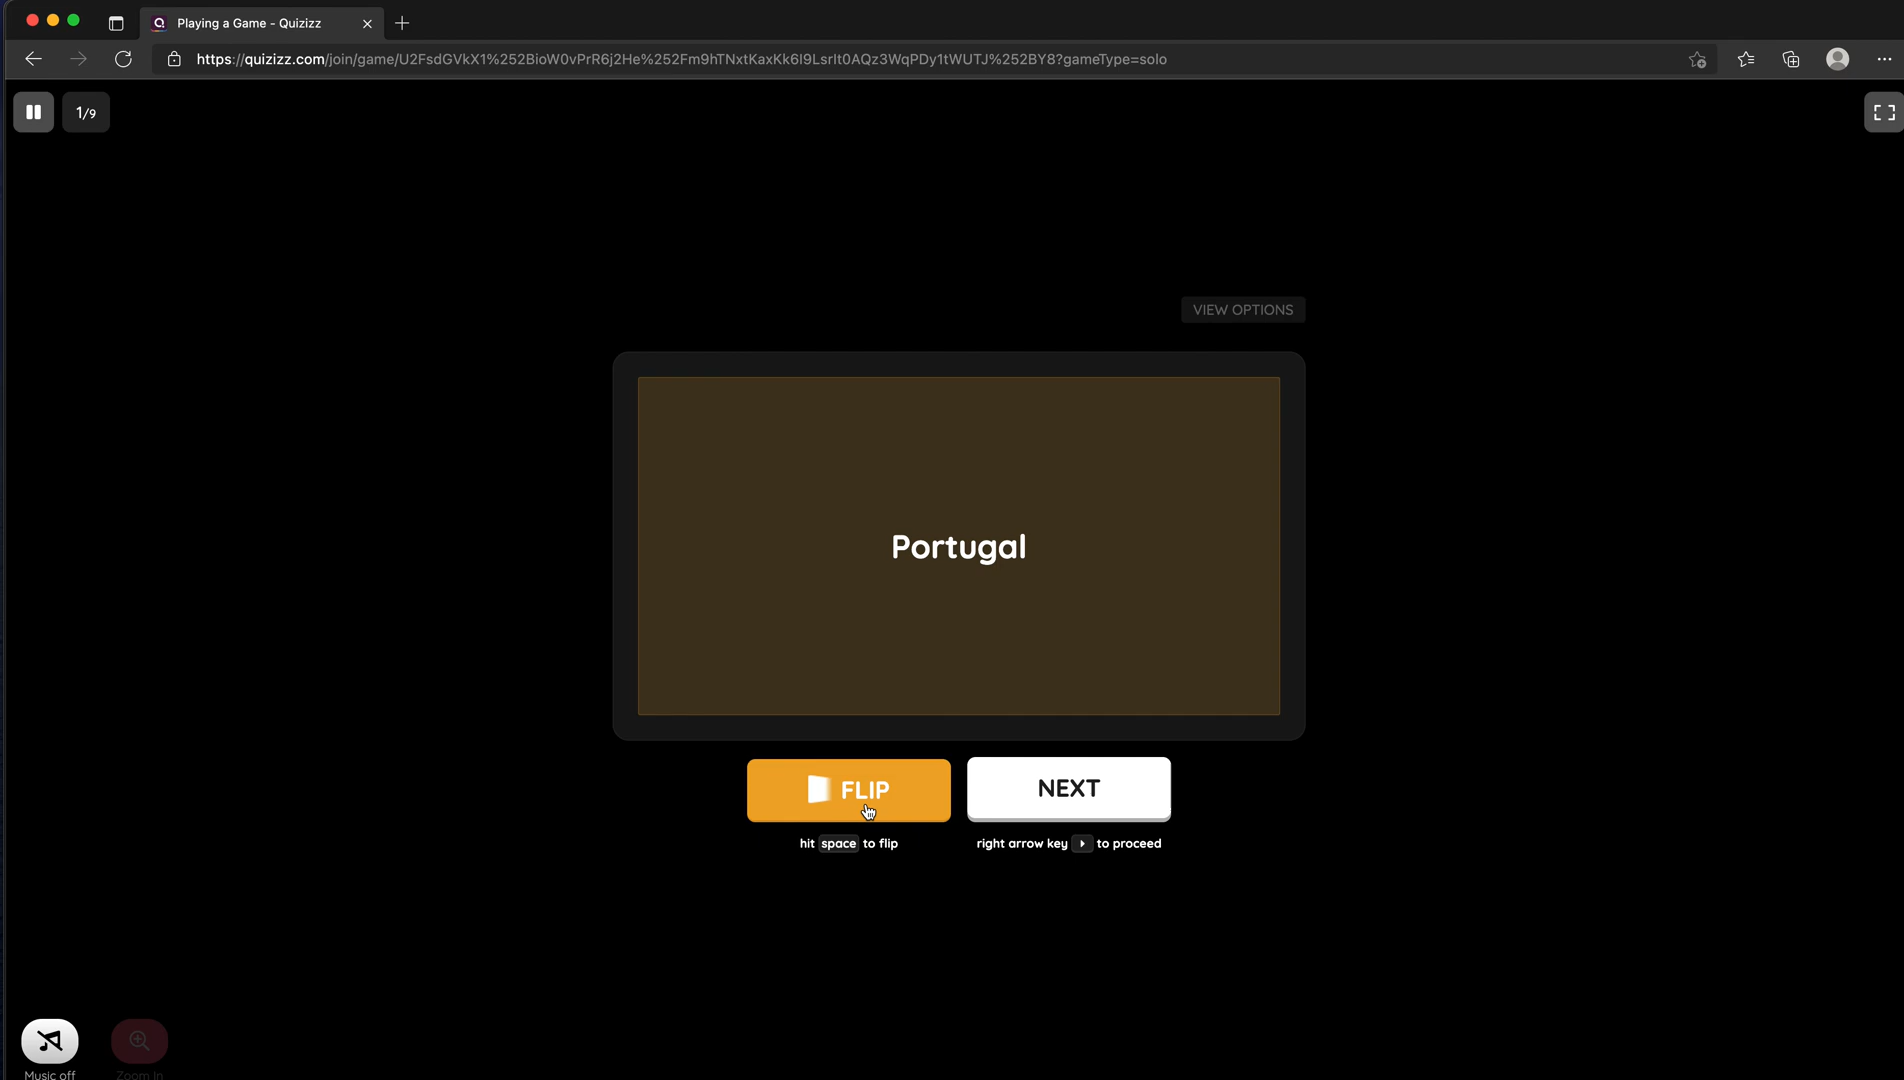 Playing a Game - Quizizz
https://quizizz.com/join/game/U2FsdGVkX1%252BioW0vPrR6j2He%252Fm9hTNxtKaxKk6I9LsrIt0AQz3WqPDy1tWUTJ%252BY8?gameType=solo
1/9
VIEW OPTIONS
Portugal
FLIP
NEXT
hit space to flip
right arrow key to proceed
Music off
Zoom In